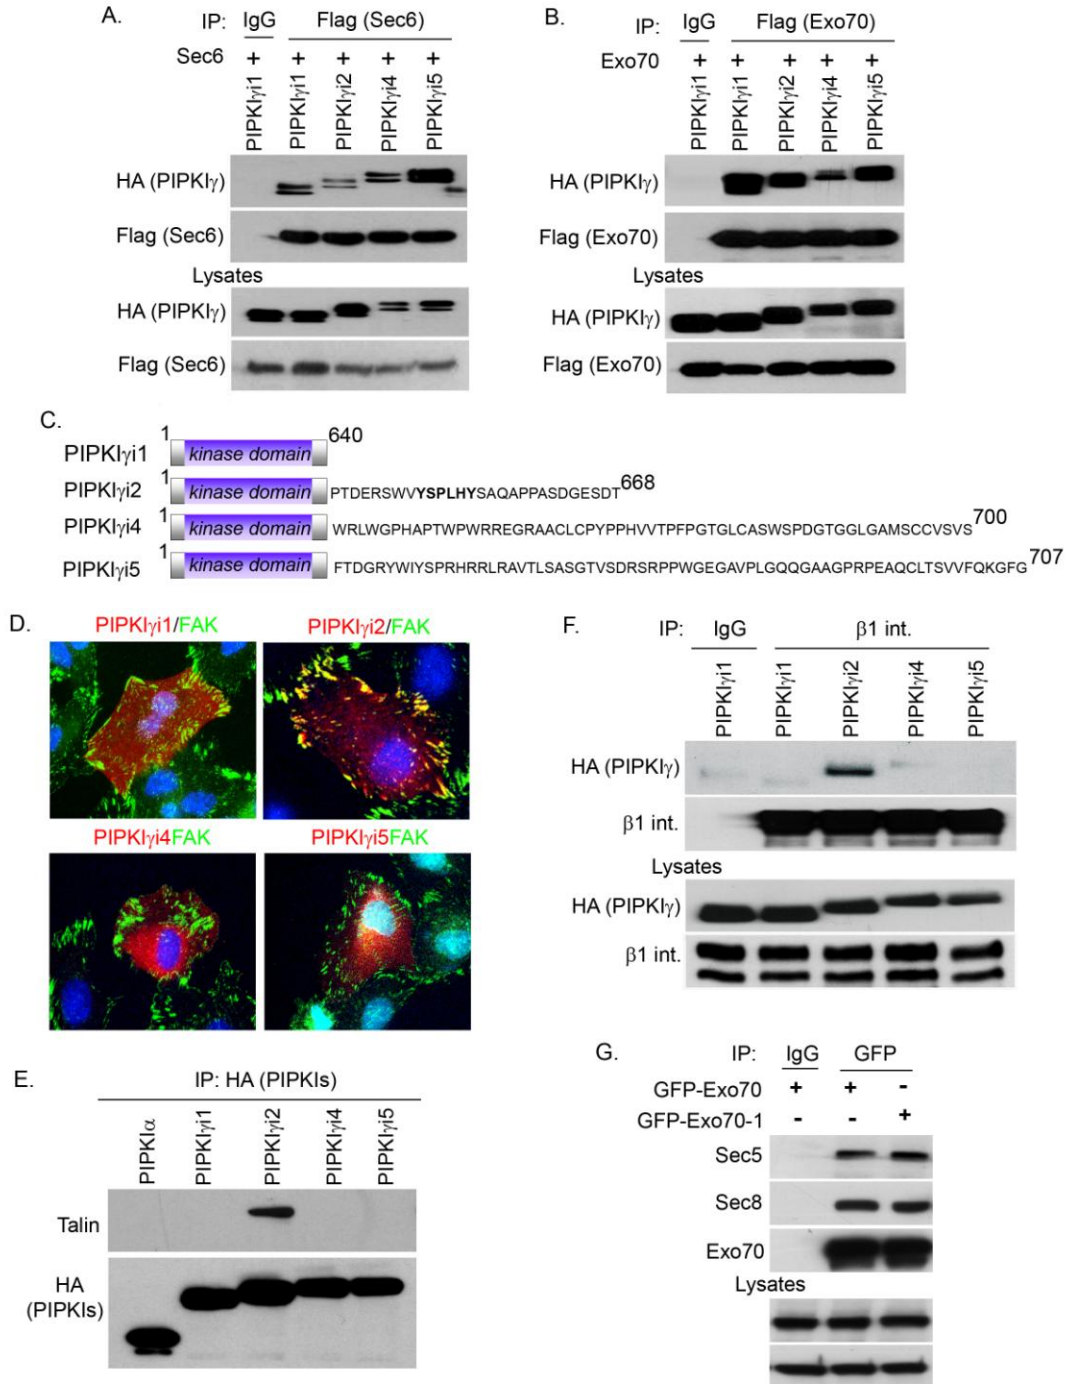 A.
IP: IgG Flag (Sec6)
Sec6 + + + + +
PIPKIγi1 PIPKIγi1 PIPKIγi2 PIPKIγi4 PIPKIγi5
HA (PIPKIγ)
Flag (Sec6)
Lysates
HA (PIPKIγ)
Flag (Sec6)
B.
IP: IgG Flag (Exo70)
Exo70 + + + + +
PIPKIγi1 PIPKIγi1 PIPKIγi2 PIPKIγi4 PIPKIγi5
HA (PIPKIγ)
Flag (Exo70)
Lysates
HA (PIPKIγ)
Flag (Exo70)
C.
PIPKIγi1 1 kinase domain 640
PIPKIγi2 1 kinase domain PTDERSWVYSPLHYSAQAPPASDGESDT 668
PIPKIγi4 1 kinase domain WRLWGPHAPTWPWRREGRAACLCPYPPHVVTPFPGTGLCASWSPDGTGGLGAMSCCVSVS 700
PIPKIγi5 1 kinase domain FTDGRYWIYSPRHRRLRAVTLSASGTVSDRSRPPWGEGAVPLGQQGAAGPRPEAQCLTSVVFQKGFG 707
D.
PIPKIγi1/FAK PIPKIγi2/FAK
PIPKIγi4FAK PIPKIγi5FAK
E.
IP: HA (PIPKIs)
PIPKIα PIPKIγi1 PIPKIγi2 PIPKIγi4 PIPKIγi5
Talin
HA
(PIPKIs)
F.
IP: IgG β1 int.
PIPKIγi1 PIPKIγi1 PIPKIγi2 PIPKIγi4 PIPKIγi5
HA (PIPKIγ)
β1 int.
Lysates
HA (PIPKIγ)
β1 int.
G.
IP: IgG GFP
GFP-Exo70 + + -
GFP-Exo70-1 - - +
Sec5
Sec8
Exo70
Lysates